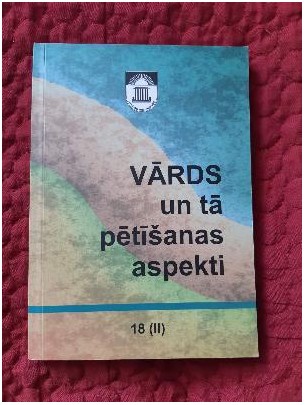 VĀRDS
un tā
pētīšanas
aspekti
18 (II)